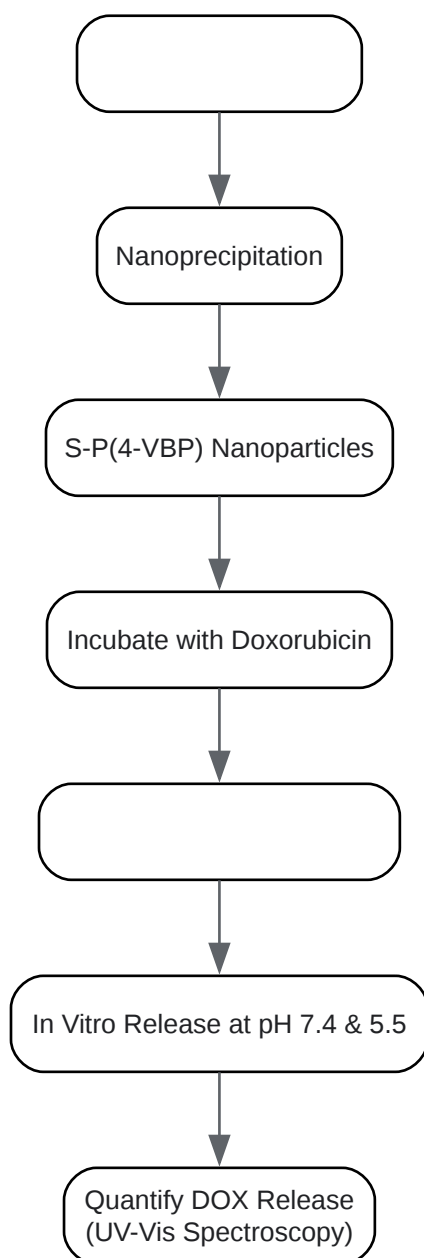 Nanoprecipitation
S-P(4-VBP) Nanoparticles
Incubate with Doxorubicin
In Vitro Release at pH 7.4 & 5.5
Quantify DOX Release
(UV-Vis Spectroscopy)